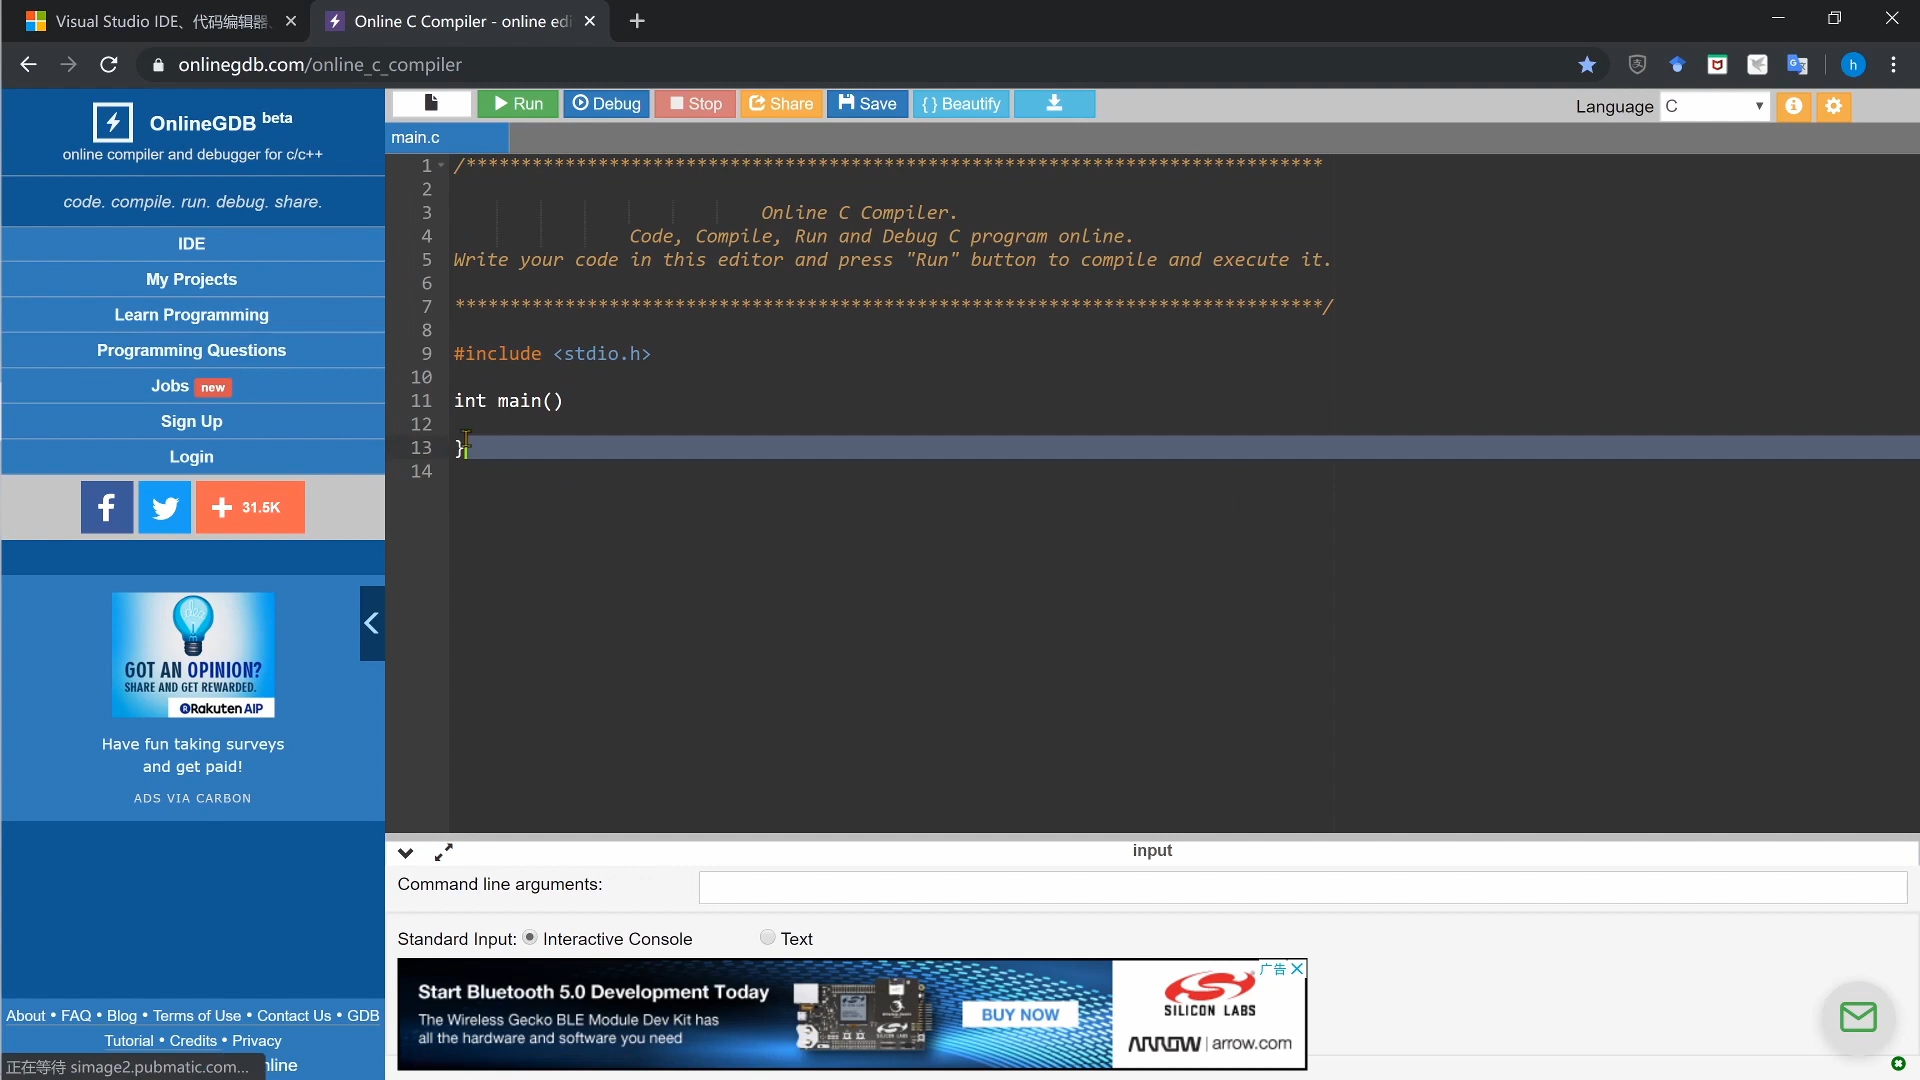 Visual Studio IDE、代码编辑器、
Online C Compiler - online edi
onlinegdb.com/online_c_compiler
h
OnlineGDB beta
online compiler and debugger for c/c++
code. compile. run. debug. share.
IDE
My Projects
Learn Programming
Programming Questions
Jobs new
Sign Up
Login
31.5K
GOT AN OPINION?
SHARE AND GET REWARDED.
Rakuten AIP
Have fun taking surveys
and get paid!
ADS VIA CARBON
About • FAQ • Blog • Terms of Use • Contact Us • GDB
Tutorial • Credits • Privacy
nline
正在等待 simage2.pubmatic.com...
Run Debug Stop Share Save { } Beautify
Language C
main.c
1 /******************************************************************************
2
3 Online C Compiler.
4 Code, Compile, Run and Debug C program online.
5 Write your code in this editor and press "Run" button to compile and execute it.
6
7 *******************************************************************************/
8
9 #include <stdio.h>
10
11 int main()
12
13 }
14
input
Command line arguments:
Standard Input: Interactive Console Text
Start Bluetooth 5.0 Development Today
The Wireless Gecko BLE Module Dev Kit has
all the hardware and software you need
BUY NOW
广告
SILICON LABS
ARROW | arrow.com